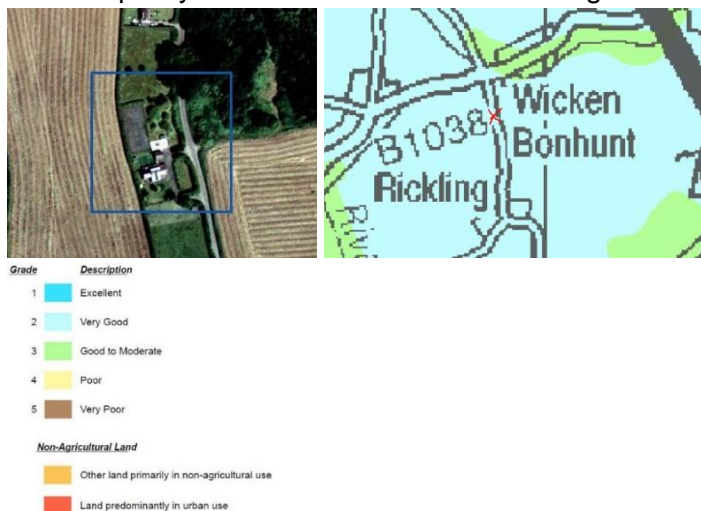 Wicken
Bonhunt
B1038
Rickling
Grade Description
1 Excellent
2 Very Good
3 Good to Moderate
4 Poor
5 Very Poor
Non-Agricultural Land
Other land primarily in non-agricultural use
Land predominantly in urban use